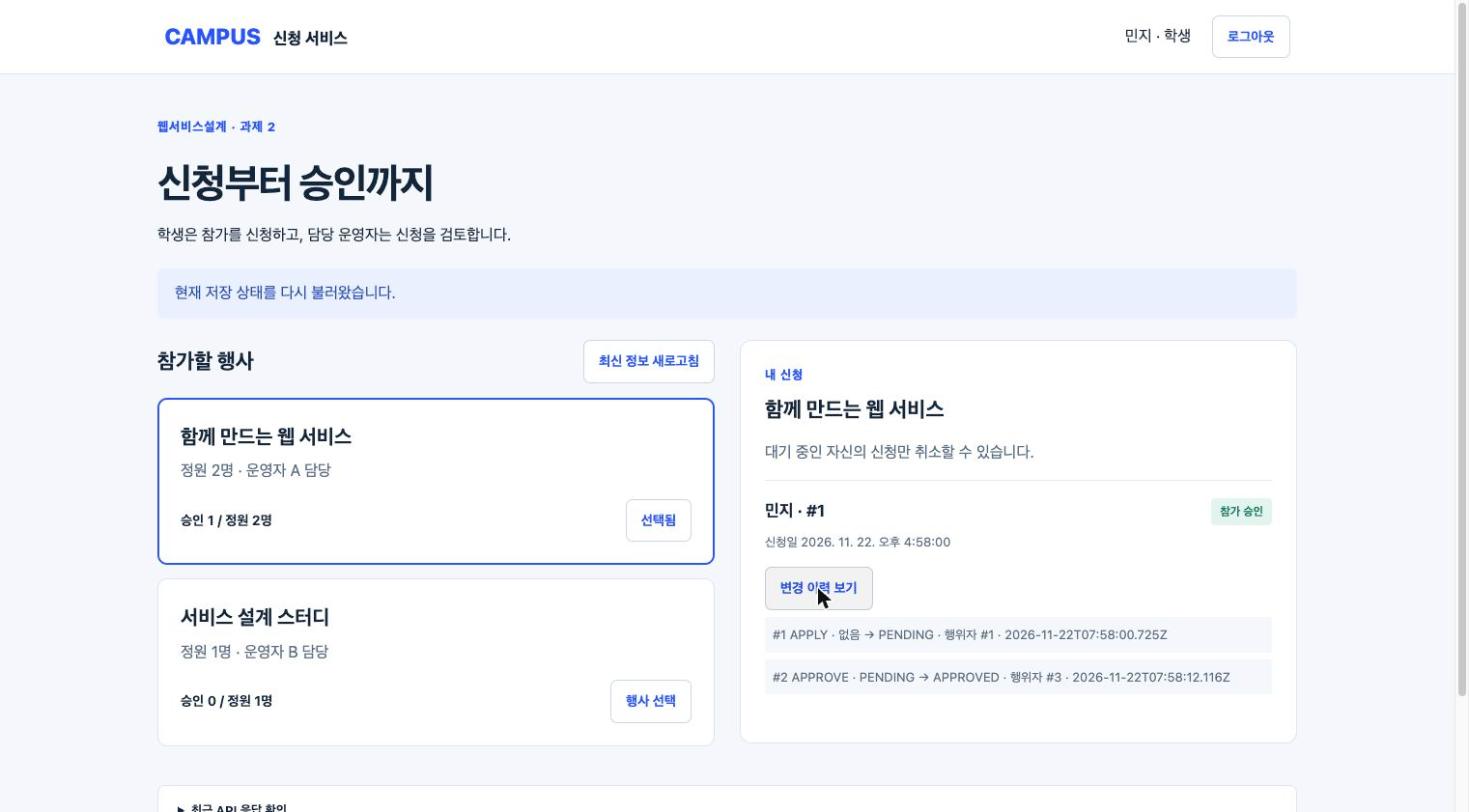 CAMPUS 신청 서비스
민지 · 학생
로그아웃
웹서비스설계 · 과제 2
신청부터 승인까지
학생은 참가를 신청하고, 담당 운영자는 신청을 검토합니다.
현재 저장 상태를 다시 불러왔습니다.
참가할 행사
최신 정보 새로고침
함께 만드는 웹 서비스
정원 2명 · 운영자 A 담당
승인 1 / 정원 2명
선택됨
서비스 설계 스터디
정원 1명 · 운영자 B 담당
승인 0 / 정원 1명
행사 선택
내 신청
함께 만드는 웹 서비스
대기 중인 자신의 신청만 취소할 수 있습니다.
민지 · #1
참가 승인
신청일 2026. 11. 22. 오후 4:58:00
변경 이력 보기
#1 APPLY · 없음 → PENDING · 행위자 #1 · 2026-11-22T07:58:00.725Z
#2 APPROVE · PENDING → APPROVED · 행위자 #3 · 2026-11-22T07:58:12.116Z
▶ 최근 API 응답 확인